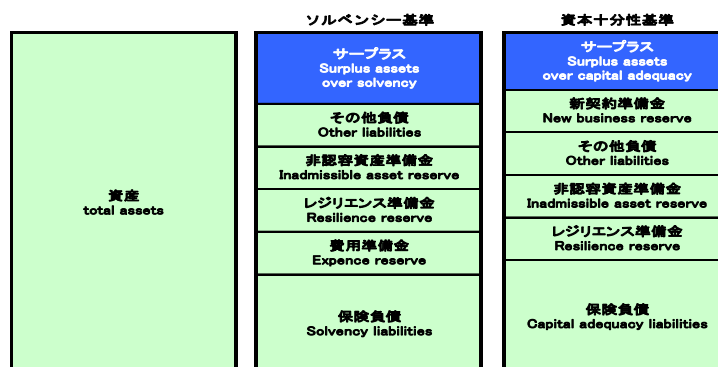 ソルペンシー基準
資本十分性基準
資産
total assets
サープラス
Surplus assets
over solvency
その他負債
Other liabilities
非認容資産準備金
Inadmissible asset reserve
レジリエンス準備金
Resilience reserve
費用準備金
Expence reserve
保険負債
Solvency liabilities
サープラス
Surplus assets
over capital adequacy
新契約準備金
New business reserve
その他負債
Other liabilities
非認容資産準備金
Inadmissible asset reserve
レジリエンス準備金
Resilience reserve
保険負債
Capital adequacy liabilities